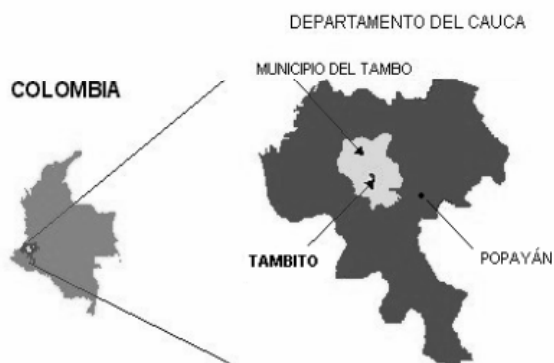 DEPARTAMENTO DEL CAUCA
MUNICIPIO DEL TAMBO
COLOMBIA
TAMBITO
POPAYÁN